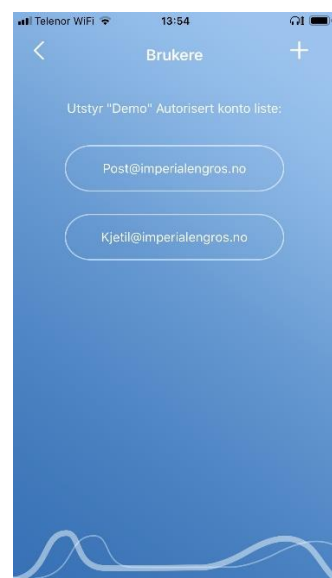 Telenor WiFi 13:54
Brukere
Utstyr "Demo" Autorisert konto liste:
Post@imperialengros.no
Kjetil@imperialengros.no